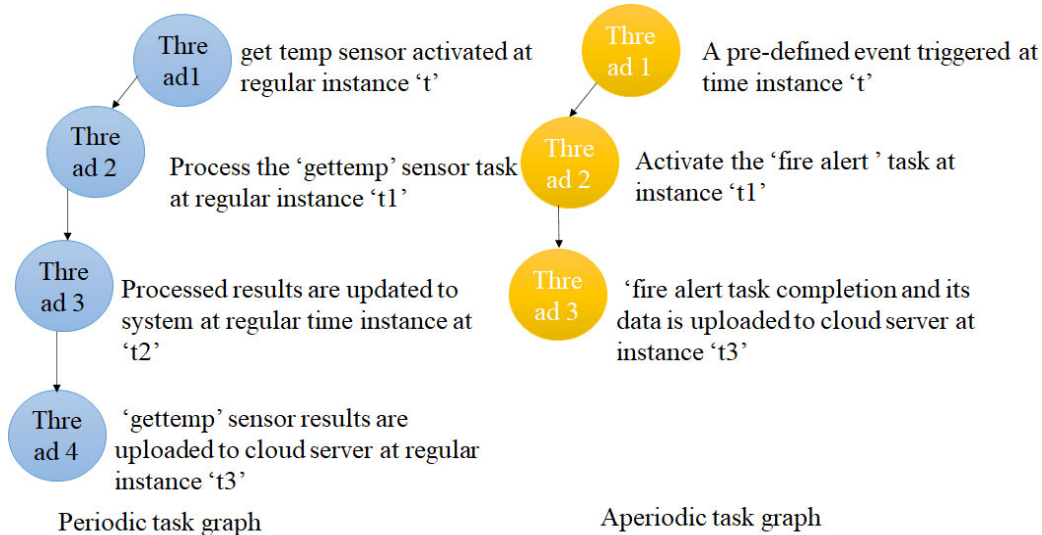 Thre
ad1
get temp sensor activated at
regular instance ‘t’
Thre
ad 2
Process the ‘gettemp’ sensor task
at regular instance ‘t1’
Thre
ad 3
Processed results are updated to
system at regular time instance at
‘t2’
Thre
ad 4
‘gettemp’ sensor results are
uploaded to cloud server at regular
instance ‘t3’
Periodic task graph
Thre
ad 1
A pre-defined event triggered at
time instance ‘t’
Thre
ad 2
Activate the ‘fire alert ’ task at
instance ‘t1’
Thre
ad 3
‘fire alert task completion and its
data is uploaded to cloud server at
instance ‘t3’
Aperiodic task graph